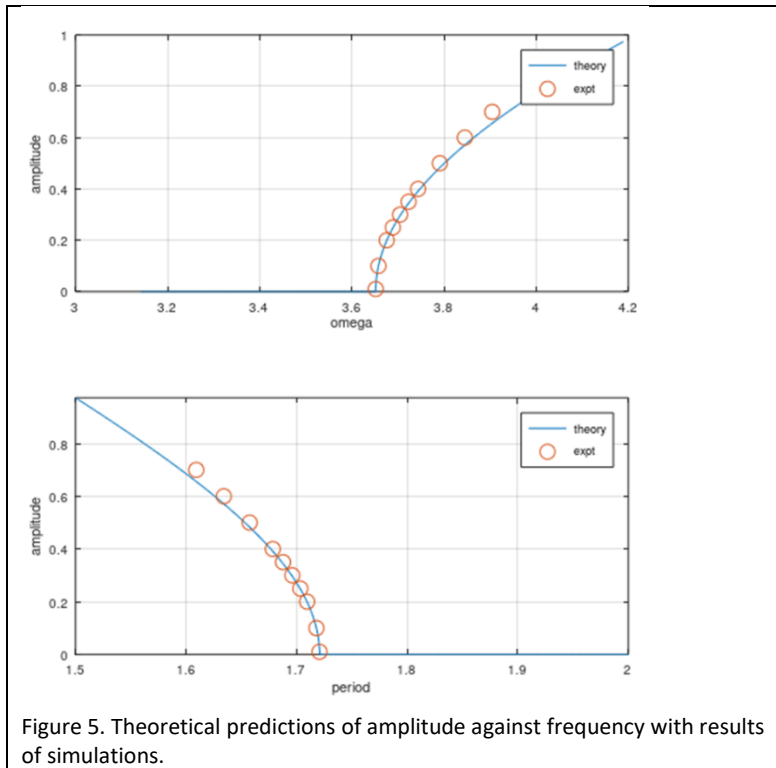 1
0.8
0.6
0.4
0.2
0
amplitude
theory
expt
3 3.2 3.4 3.6 3.8 4 4.2
omega
0.8
0.6
0.4
0.2
0
amplitude
theory
expt
1.5 1.6 1.7 1.8 1.9 2
period
Figure 5. Theoretical predictions of amplitude against frequency with results
of simulations.